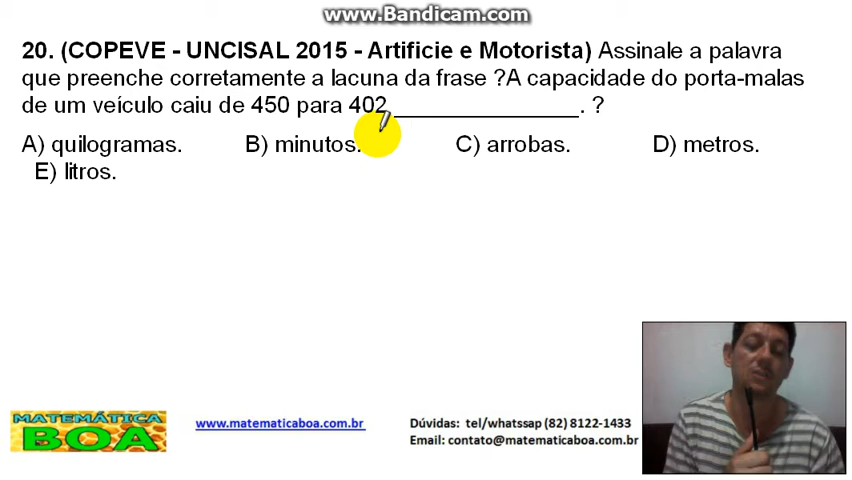 www.Bandicam.com
20. (COPEVE - UNCISAL 2015 - Artificie e Motorista) Assinale a palavra
que preenche corretamente a lacuna da frase ?A capacidade do porta-malas
de um veículo caiu de 450 para 402 _______________. ?
A) quilogramas. B) minutos. C) arrobas. D) metros.
E) litros.
MATEMÁTICA
BOA
www.matematicaboa.com.br
Dúvidas: tel/whatssap (82) 8122-1433
Email: contato@matematicaboa.com.br